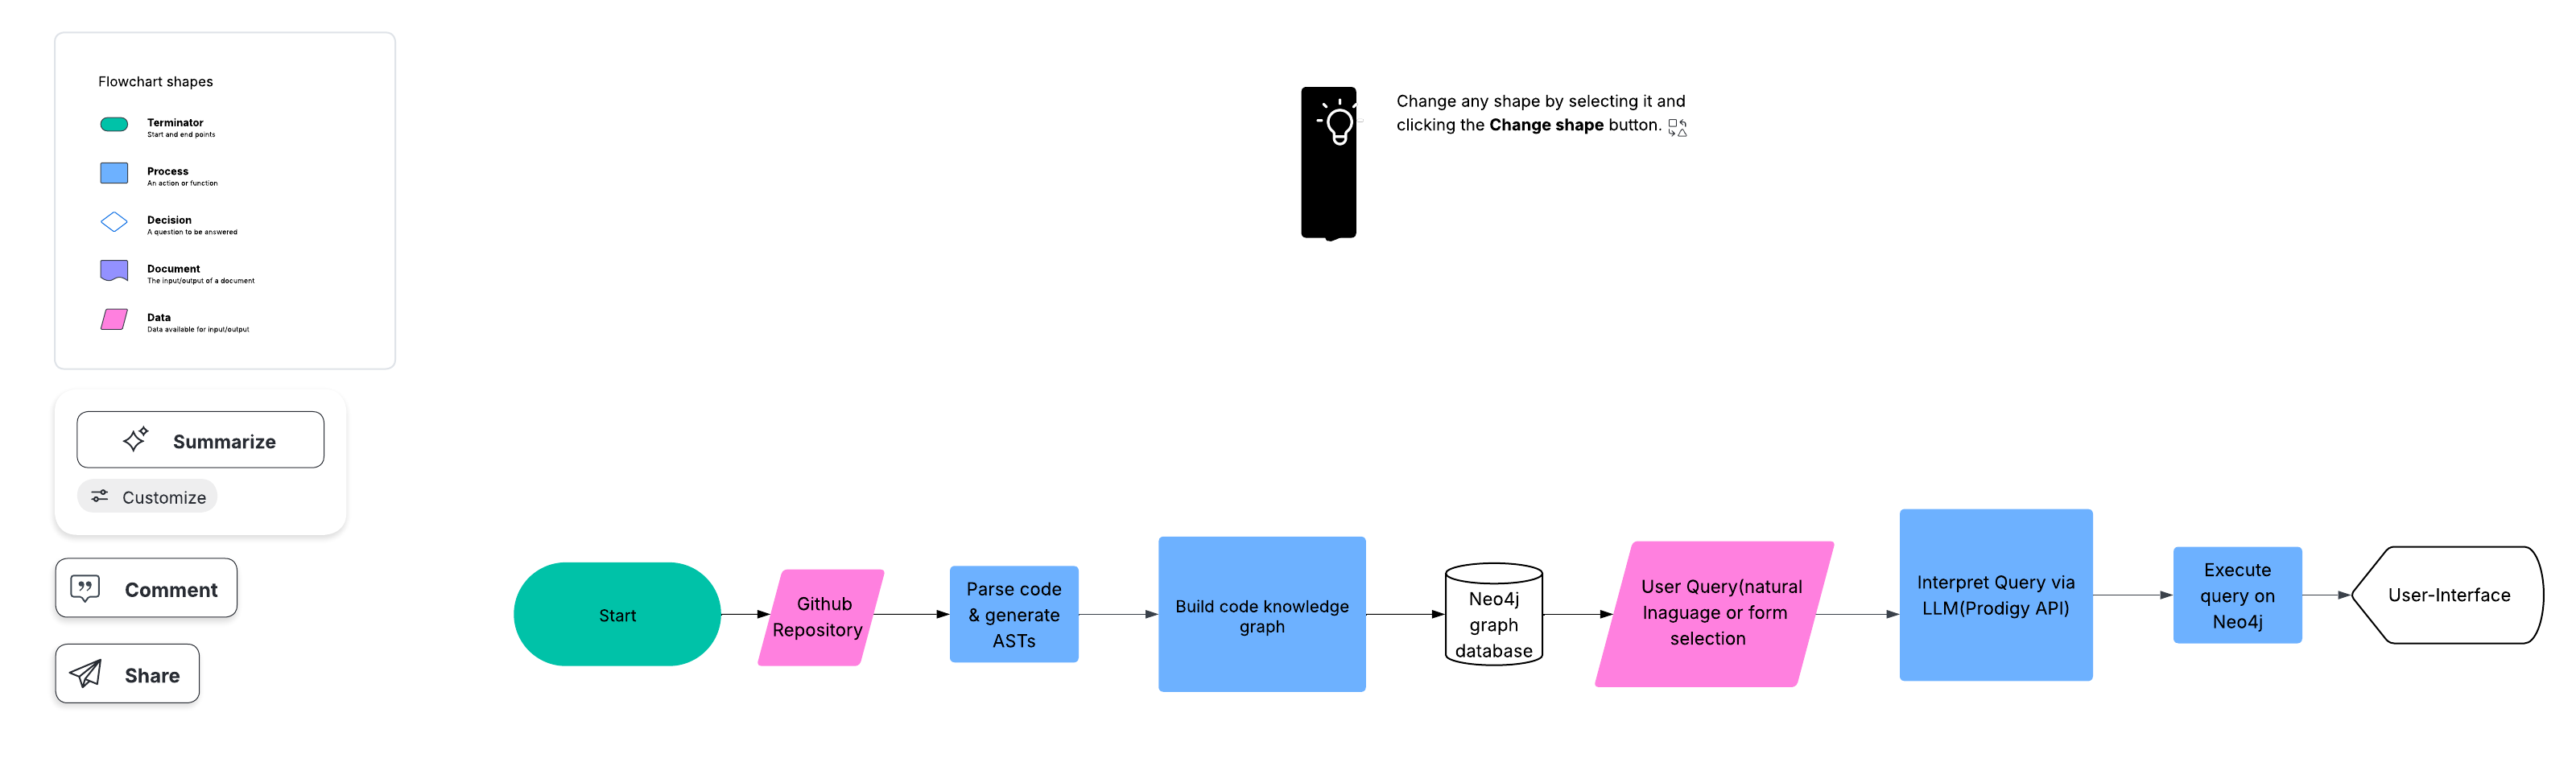 Flowchart shapes
Terminator
Start and end points
Process
An action or function
Decision
A question to be answered
Document
The input/output of a document
Data
Data available for input/output
Change any shape by selecting it and
clicking the Change shape button.
Summarize
Customize
Comment
Share
Start
Github
Repository
Parse code
& generate
ASTs
Build code knowledge
graph
Neo4j
graph
database
User Query(natural
lnaguage or form
selection
Interpret Query via
LLM(Prodigy API)
Execute
query on
Neo4j
User-Interface